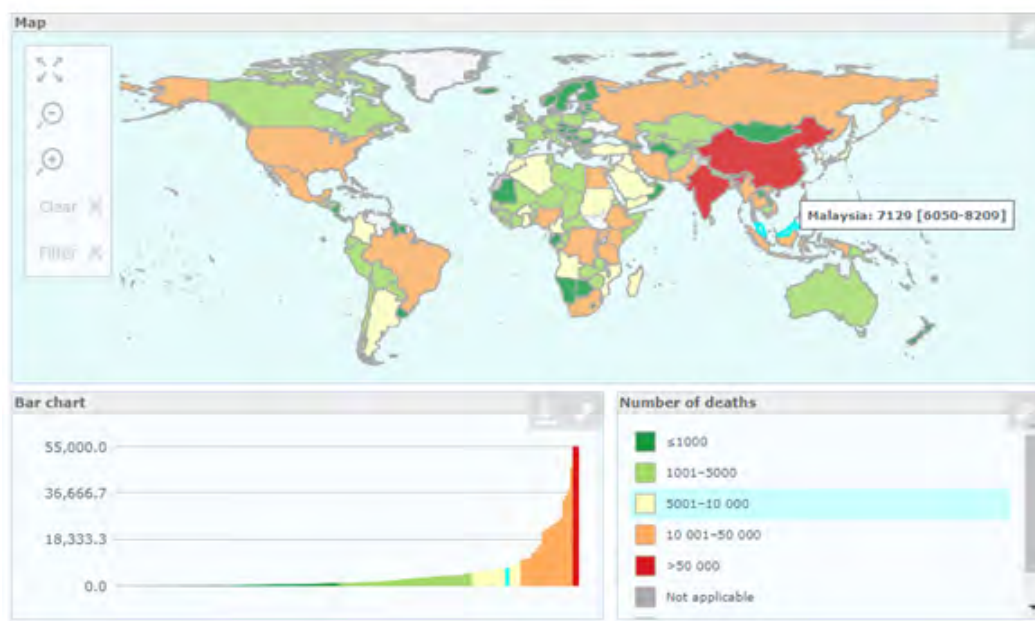 Map
Clear X
Filter X
Malaysia: 7129 [6050-8209]
Bar chart
55,000.0
36,666.7
18,333.3
0.0
Number of deaths
≤1000
1001–5000
5001–10 000
10 001–50 000
>50 000
Not applicable